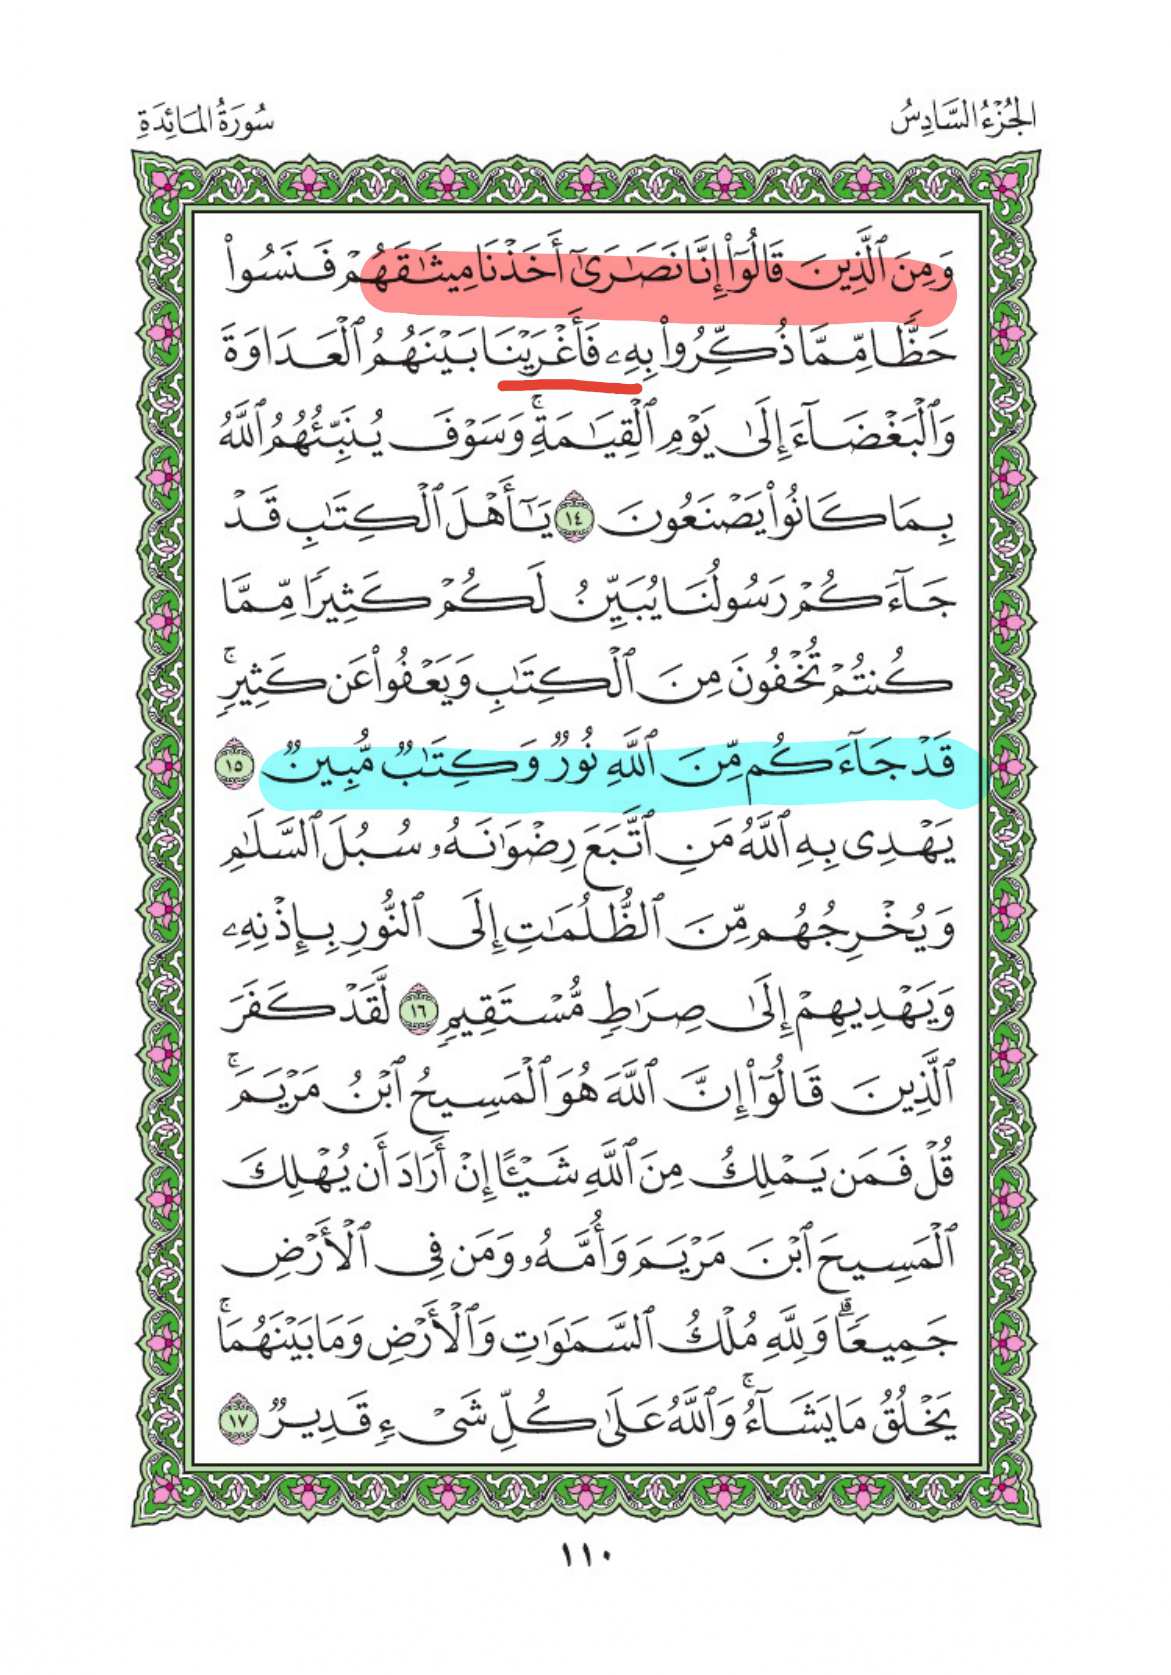 الجُزْءُ السَّادِسُ
سُورَةُ المَائِدَةِ
وَمِنَ ٱلَّذِينَ قَالُوٓا۟ إِنَّا نَصَـٰرَىٰٓ أَخَذْنَا مِيثَـٰقَهُمْ فَنَسُوا۟
حَظًّا مِّمَّا ذُكِّرُوا۟ بِهِۦ فَأَغْرَيْنَا بَيْنَهُمُ ٱلْعَدَاوَةَ
وَٱلْبَغْضَآءَ إِلَىٰ يَوْمِ ٱلْقِيَـٰمَةِ ۚ وَسَوْفَ يُنَبِّئُهُمُ ٱللَّهُ
بِمَا كَانُوا۟ يَصْنَعُونَ ١٤ يَـٰٓأَهْلَ ٱلْكِتَـٰبِ قَدْ
جَآءَكُمْ رَسُولُنَا يُبَيِّنُ لَكُمْ كَثِيرًا مِّمَّا
كُنتُمْ تُخْفُونَ مِنَ ٱلْكِتَـٰبِ وَيَعْفُوا۟ عَن كَثِيرٍ ۚ
قَدْ جَآءَكُم مِّنَ ٱللَّهِ نُورٌ وَكِتَـٰبٌ مُّبِينٌ ١٥
يَهْدِى بِهِ ٱللَّهُ مَنِ ٱتَّبَعَ رِضْوَٰنَهُۥ سُبُلَ ٱلسَّلَـٰمِ
وَيُخْرِجُهُم مِّنَ ٱلظُّلُمَـٰتِ إِلَى ٱلنُّورِ بِإِذْنِهِۦ
وَيَهْدِيهِمْ إِلَىٰ صِرَٰطٍ مُّسْتَقِيمٍ ١٦ لَّقَدْ كَفَرَ
ٱلَّذِينَ قَالُوٓا۟ إِنَّ ٱللَّهَ هُوَ ٱلْمَسِيحُ ٱبْنُ مَرْيَمَ ۚ
قُلْ فَمَن يَمْلِكُ مِنَ ٱللَّهِ شَيْـًٔا إِنْ أَرَادَ أَن يُهْلِكَ
ٱلْمَسِيحَ ٱبْنَ مَرْيَمَ وَأُمَّهُۥ وَمَن فِى ٱلْأَرْضِ
جَمِيعًا ۗ وَلِلَّهِ مُلْكُ ٱلسَّمَـٰوَٰتِ وَٱلْأَرْضِ وَمَا بَيْنَهُمَا ۚ
يَخْلُقُ مَا يَشَآءُ ۚ وَٱللَّهُ عَلَىٰ كُلِّ شَىْءٍ قَدِيرٌ ١٧
١١٠